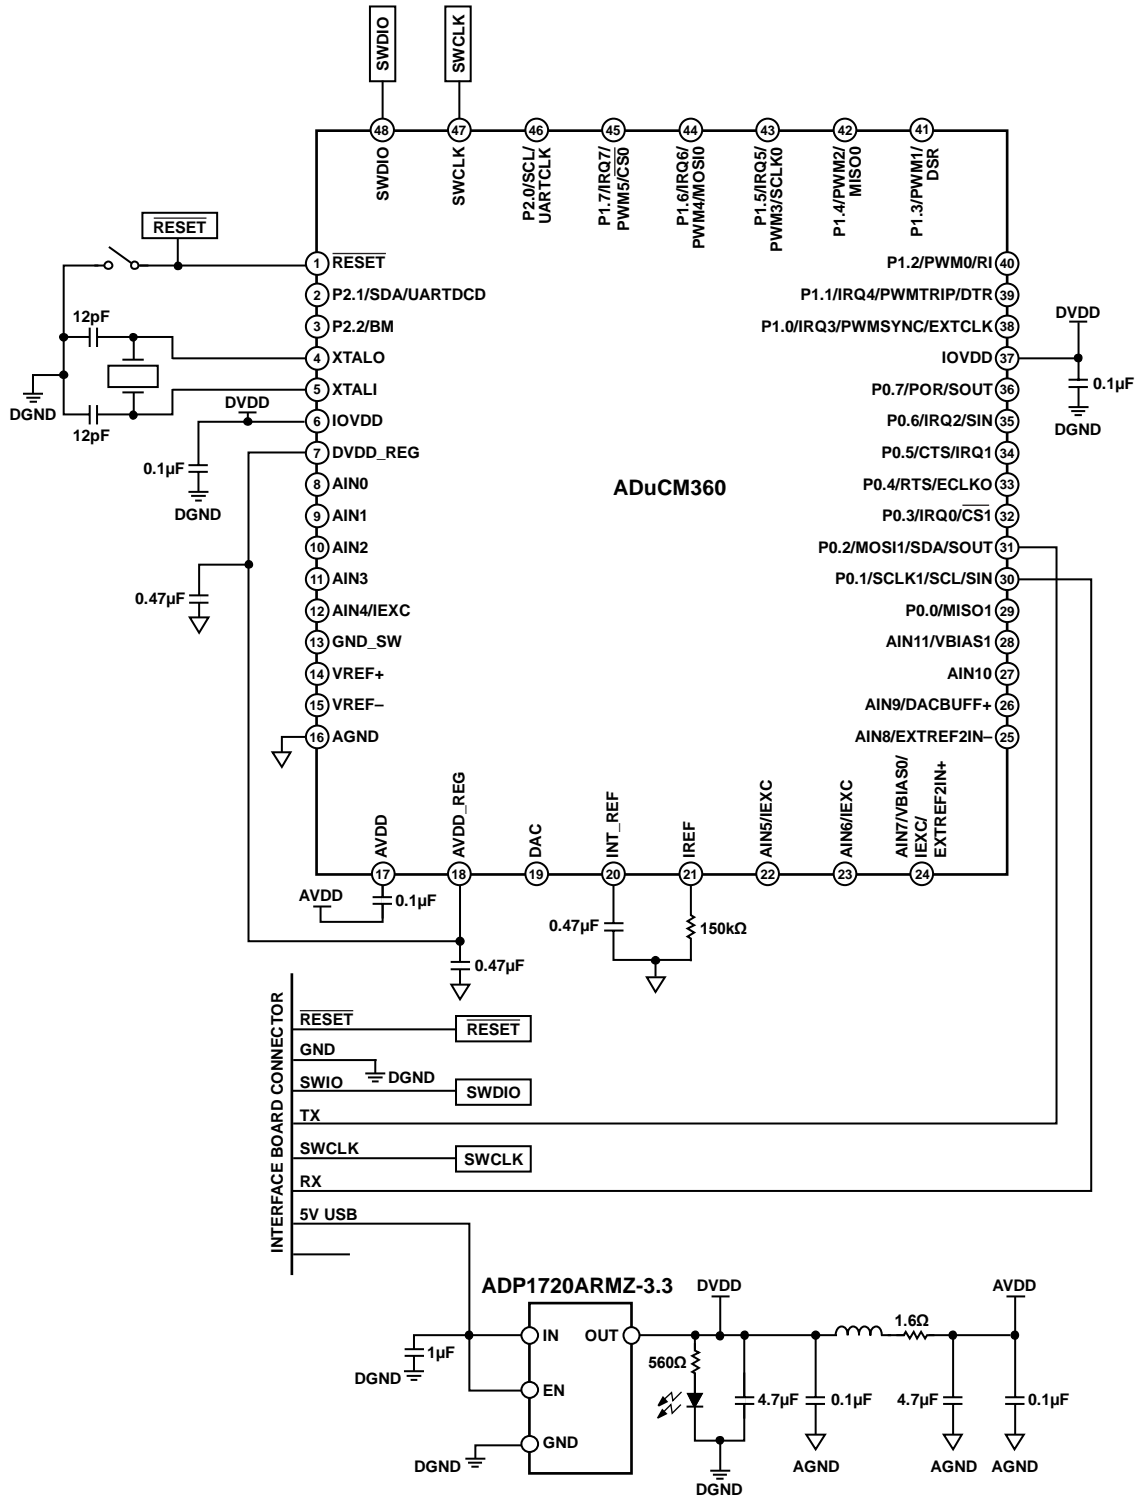 SWDIO
SWCLK
48
47
46
45
44
43
42
41
SWDIO
SWCLK
P2.0/SCL/
UARTCLK
P1.7/IRQ7/
PWM5/CS0
P1.6/IRQ6/
PWM4/MOSI0
P1.5/IRQ5/
PWM3/SCLK0
P1.4/PWM2/
MISO0
P1.3/PWM1/
DSR
RESET
1 RESET
2 P2.1/SDA/UARTDCD
3 P2.2/BM
4 XTALO
5 XTALI
6 IOVDD
7 DVDD_REG
8 AIN0
9 AIN1
10 AIN2
11 AIN3
12 AIN4/IEXC
13 GND_SW
14 VREF+
15 VREF–
16 AGND
12pF
DGND
12pF
DVDD
0.1µF
DGND
0.47µF
ADuCM360
P1.2/PWM0/RI 40
P1.1/IRQ4/PWMTRIP/DTR 39
P1.0/IRQ3/PWMSYNC/EXTCLK 38
IOVDD 37
P0.7/POR/SOUT 36
P0.6/IRQ2/SIN 35
P0.5/CTS/IRQ1 34
P0.4/RTS/ECLKO 33
P0.3/IRQ0/CS1 32
P0.2/MOSI1/SDA/SOUT 31
P0.1/SCLK1/SCL/SIN 30
P0.0/MISO1 29
AIN11/VBIAS1 28
AIN10 27
AIN9/DACBUFF+ 26
AIN8/EXTREF2IN– 25
DVDD
0.1µF
DGND
AVDD
AVDD_REG
DAC
INT_REF
IREF
AIN5/IEXC
AIN6/IEXC
AIN7/VBIAS0/
IEXC/
EXTREF2IN+
17
18
19
20
21
22
23
24
AVDD
0.1µF
0.47µF
0.47µF
150kΩ
INTERFACE BOARD CONNECTOR
RESET
RESET
GND
DGND
SWIO
SWDIO
TX
SWCLK
SWCLK
RX
5V USB
ADP1720ARMZ-3.3
IN
OUT
EN
GND
1µF
DGND
DGND
DVDD
AVDD
1.6Ω
560Ω
4.7µF
0.1µF
4.7µF
0.1µF
DGND
AGND
AGND
AGND